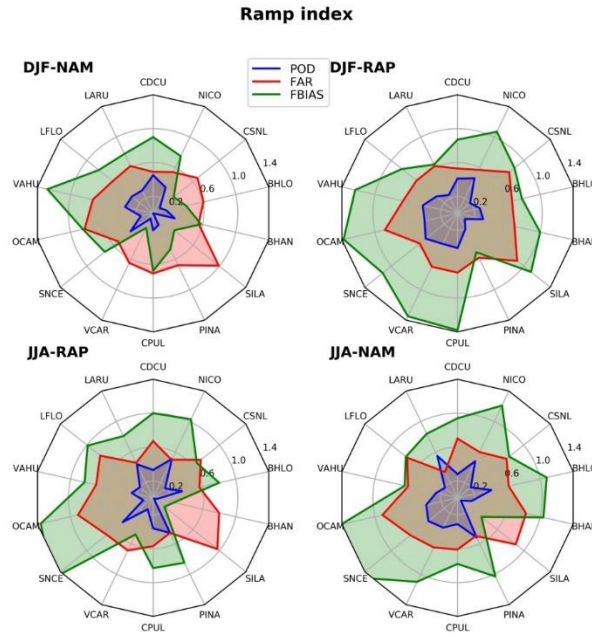 Ramp index
DJF-NAM
DJF-RAP
POD
FAR
FBIAS
CDCU
NICO
CSNL
BHLO
BHAN
SILA
PINA
CPUL
VCAR
SNCE
OCAM
VAHU
LFLO
LARU
0.2
0.6
1.0
1.4
CDCU
NICO
CSNL
BHLO
BHAN
SILA
PINA
CPUL
VCAR
SNCE
OCAM
VAHU
LFLO
LARU
0.2
0.6
1.0
1.4
JJA-RAP
JJA-NAM
CDCU
NICO
CSNL
BHLO
BHAN
SILA
PINA
CPUL
VCAR
SNCE
OCAM
VAHU
LFLO
LARU
0.2
0.6
1.0
1.4
CDCU
NICO
CSNL
BHLO
BHAN
SILA
PINA
CPUL
VCAR
SNCE
OCAM
VAHU
LFLO
LARU
0.2
0.6
1.0
1.4